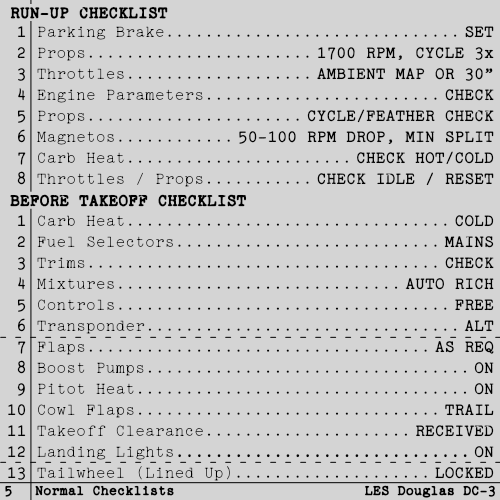 RUN-UP CHECKLIST
1 Parking Brake.............................SET
2 Props.....................1700 RPM, CYCLE 3x
3 Throttles.................AMBIENT MAP OR 30”
4 Engine Parameters.......................CHECK
5 Props.......................CYCLE/FEATHER CHECK
6 Magnetos............50-100 RPM DROP, MIN SPLIT
7 Carb Heat......................CHECK HOT/COLD
8 Throttles / Props..........CHECK IDLE / RESET
BEFORE TAKEOFF CHECKLIST
1 Carb Heat................................COLD
2 Fuel Selectors..........................MAINS
3 Trims...................................CHECK
4 Mixtures............................AUTO RICH
5 Controls.................................FREE
6 Transponder...............................ALT
7 Flaps..................................AS REQ
8 Boost Pumps................................ON
9 Pitot Heat.................................ON
10 Cowl Flaps..............................TRAIL
11 Takeoff Clearance....................RECEIVED
12 Landing Lights.............................ON
13 Tailwheel (Lined Up)...................LOCKED
5 Normal Checklists LES Douglas DC-3